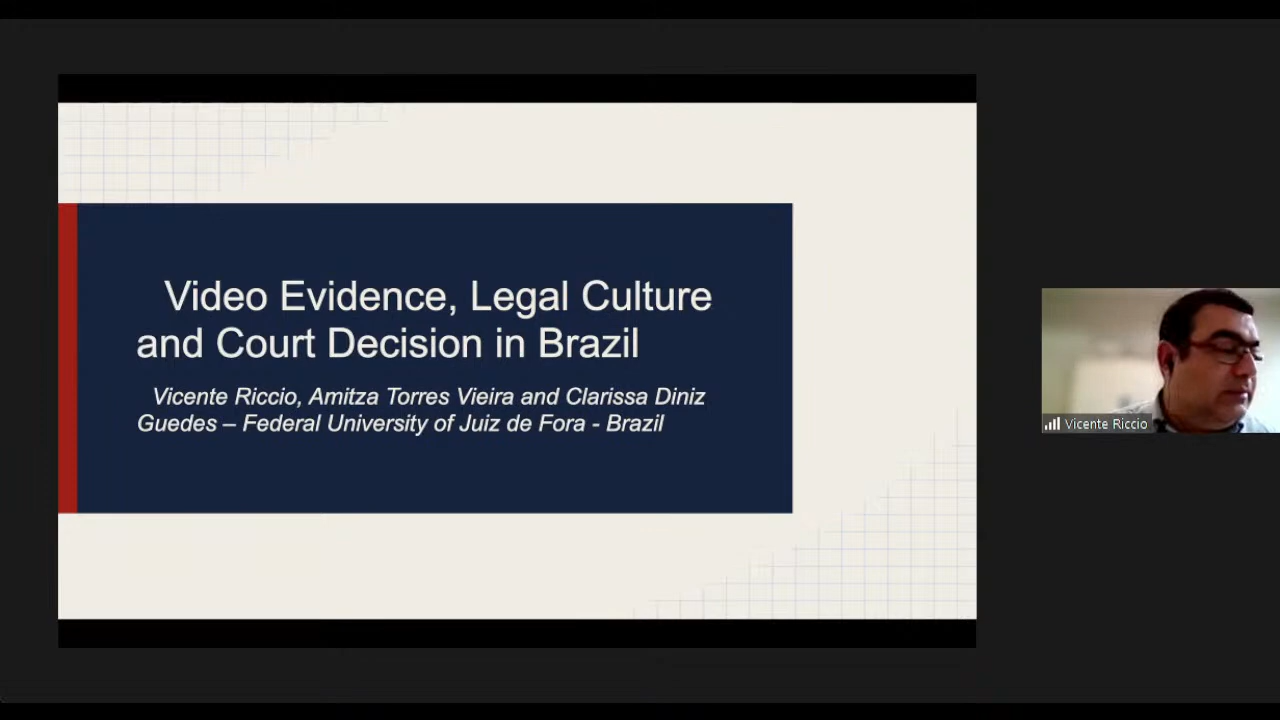 Video Evidence, Legal Culture
and Court Decision in Brazil
Vicente Riccio, Amitza Torres Vieira and Clarissa Diniz
Guedes – Federal University of Juiz de Fora - Brazil
Vicente Riccio